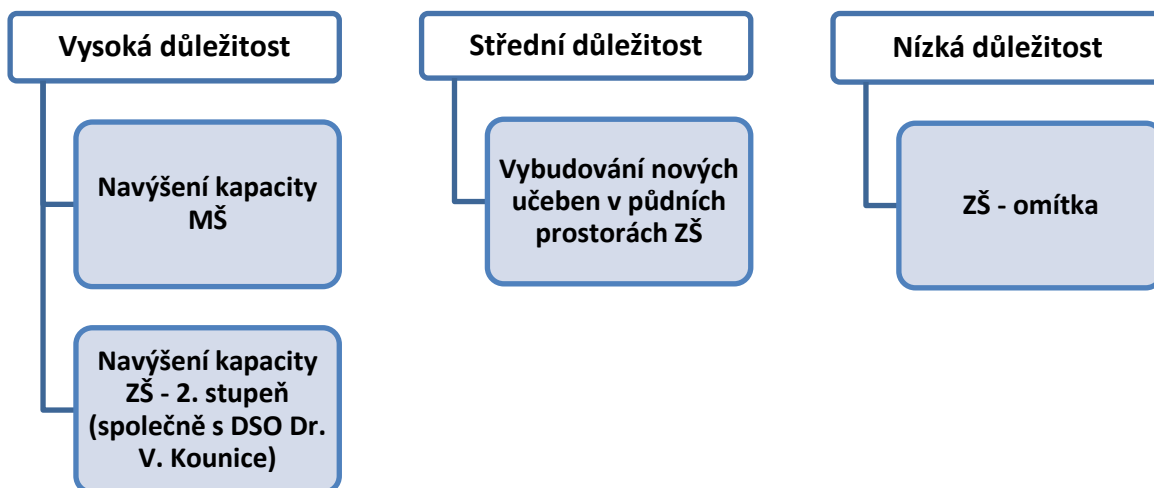 Vysoká důležitost
Navýšení kapacity
MŠ
Navýšení kapacity
ZŠ - 2. stupeň
(společně s DSO Dr.
V. Kounice)
Střední důležitost
Vybudování nových
učeben v půdních
prostorách ZŠ
Nízká důležitost
ZŠ - omítka